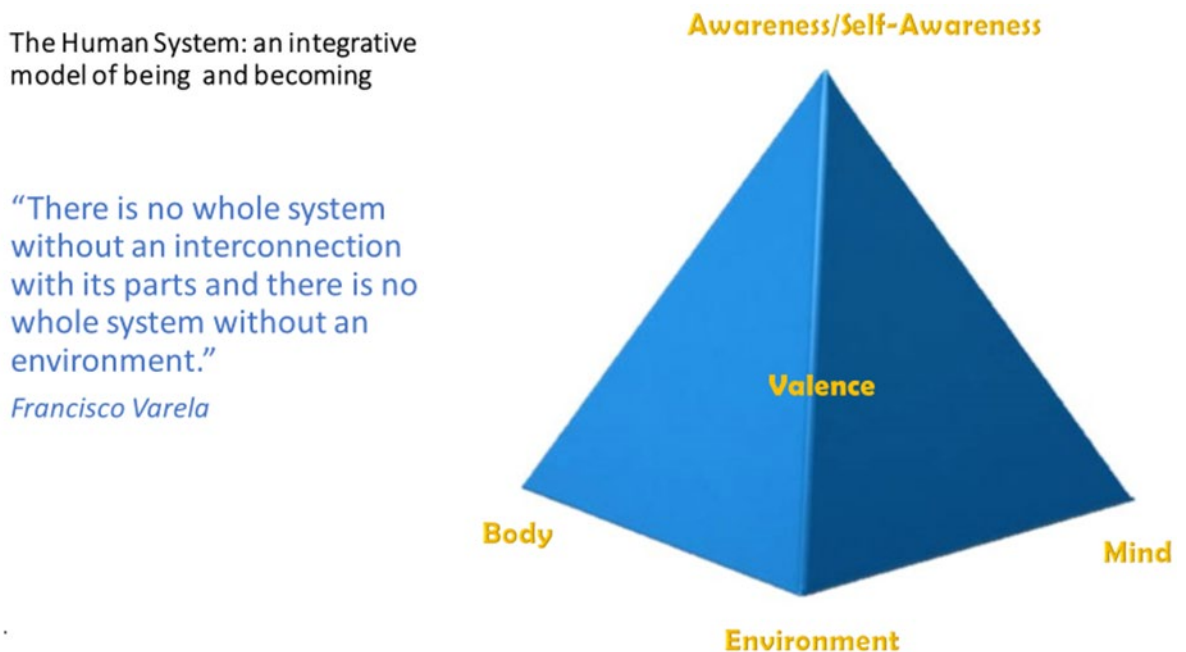 The Human System: an integrative
model of being and becoming
“There is no whole system
without an interconnection
with its parts and there is no
whole system without an
environment.”
Francisco Varela
.
Awareness/Self-Awareness
Valence
Body
Mind
Environment